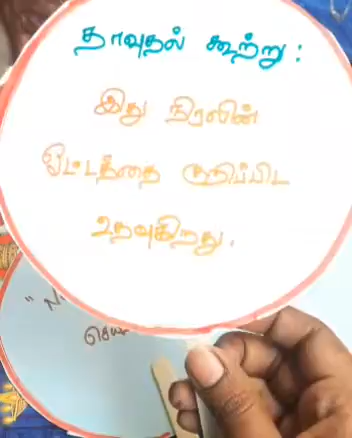 தாவுதல் கூற்று :
இது நிரலின்
ஓட்டத்தை குறிப்பிட
உதவுகிறது.